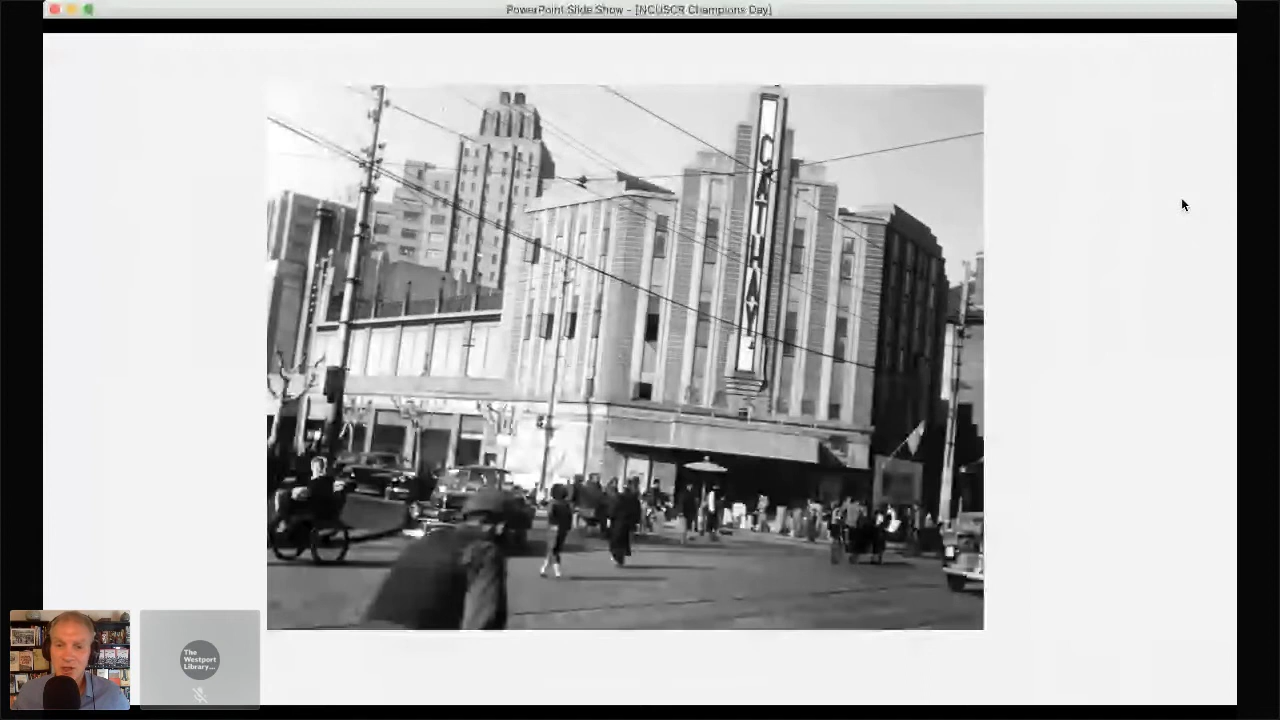 PowerPoint Slide Show - [NCUSCR Champions Day]
CATHAY
The
Westport
Library...